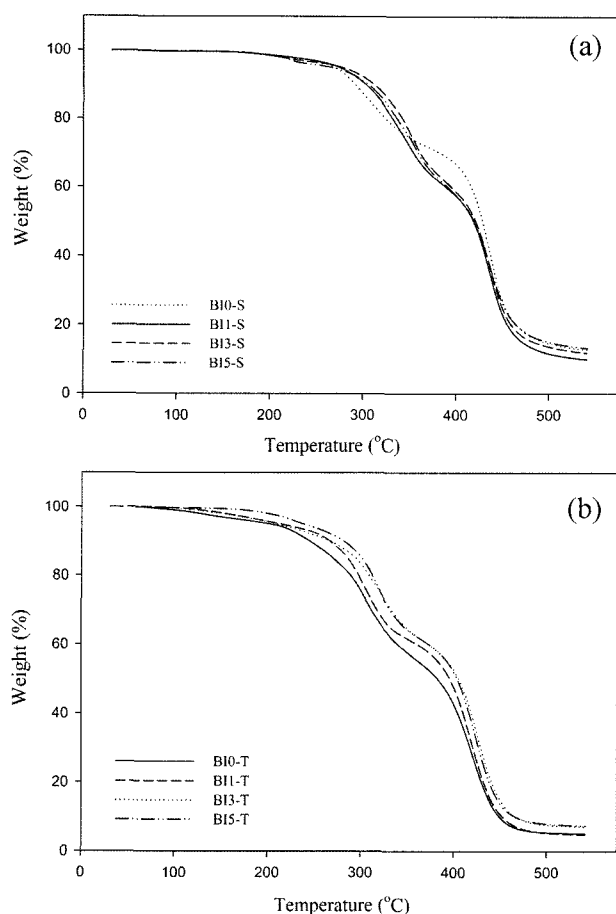 (a)
100
80
60
40
20
0
Weight (%)
BI0-S
BI1-S
BI3-S
BI5-S
0 100 200 300 400 500
Temperature (°C)
(b)
100
80
60
40
20
0
Weight (%)
BI0-T
BI1-T
BI3-T
BI5-T
0 100 200 300 400 500
Temperature (°C)